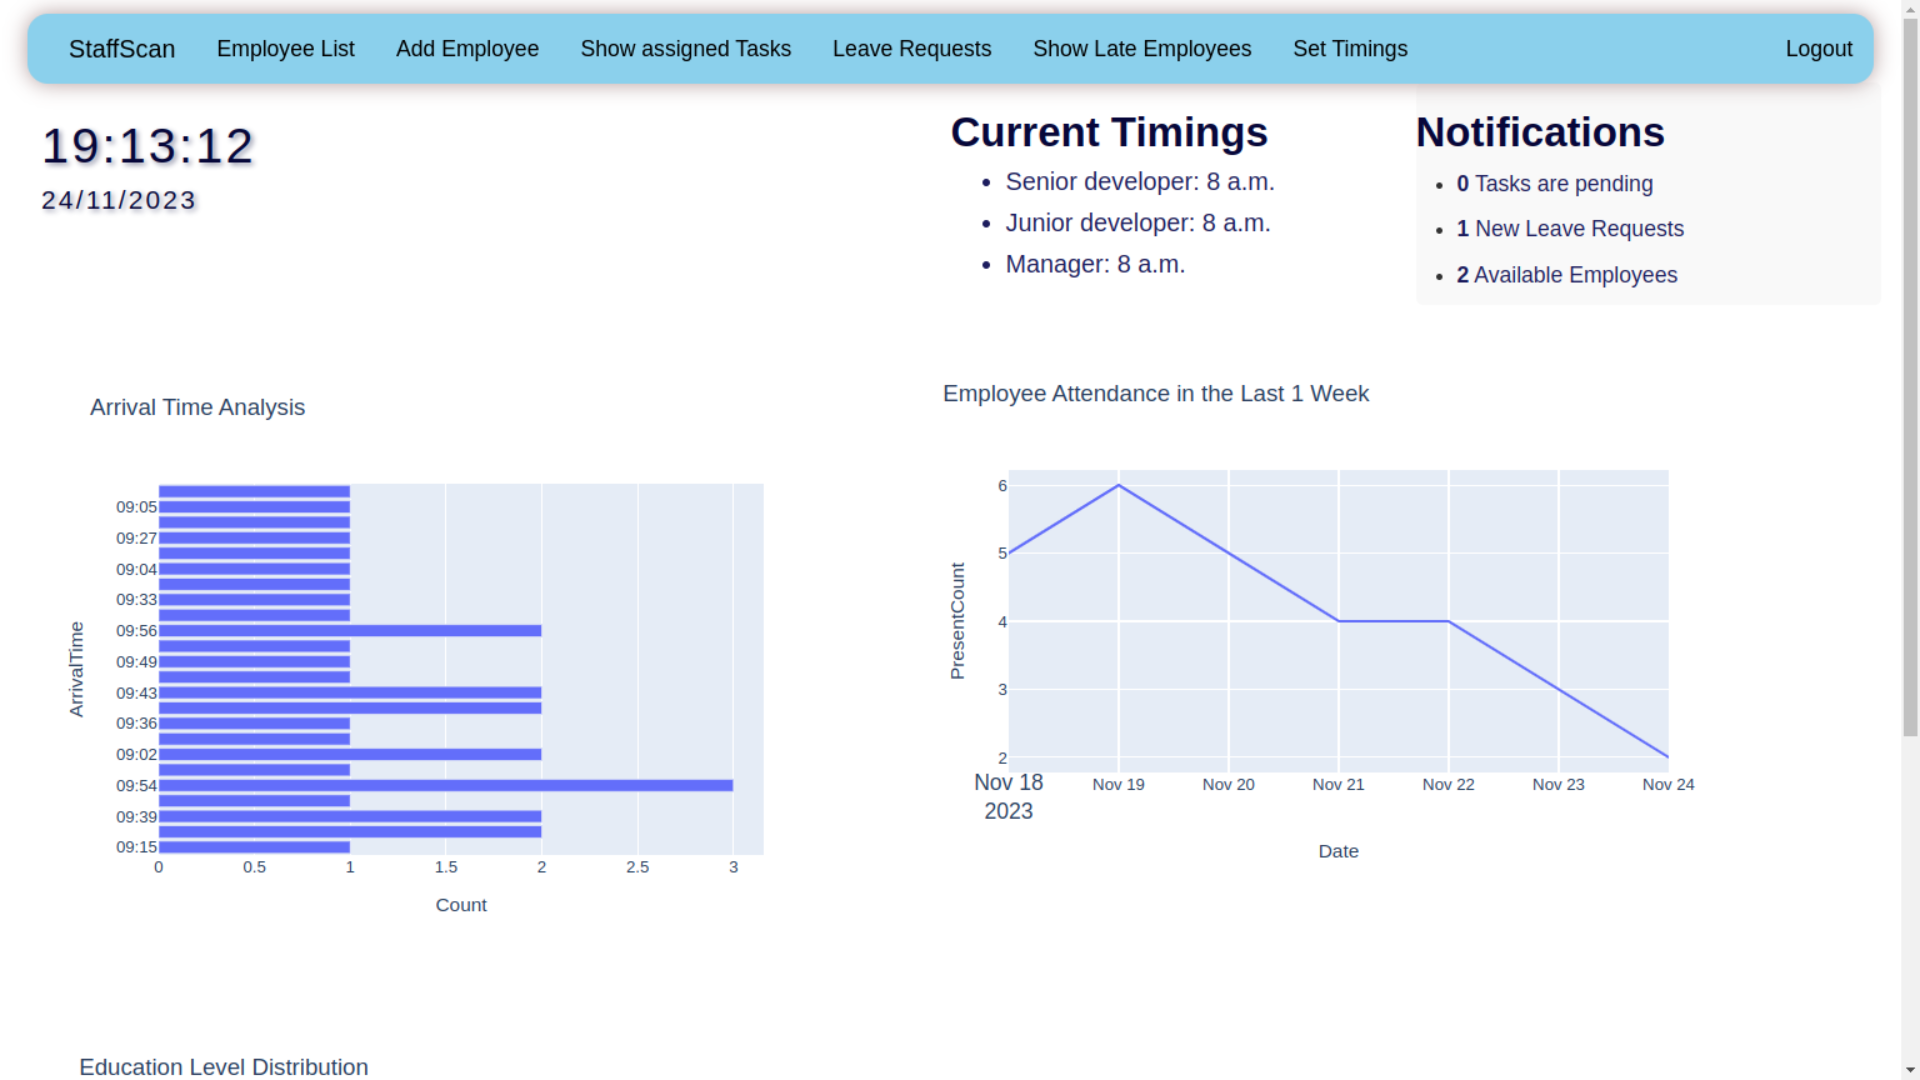 StaffScan Employee List Add Employee Show assigned Tasks Leave Requests Show Late Employees Set Timings Logout
19:13:12
24/11/2023
Current Timings
Senior developer: 8 a.m.
Junior developer: 8 a.m.
Manager: 8 a.m.
Notifications
0 Tasks are pending
1 New Leave Requests
2 Available Employees
Arrival Time Analysis
ArrivalTime
09:05
09:27
09:04
09:33
09:56
09:49
09:43
09:36
09:02
09:54
09:39
09:15
0 0.5 1 1.5 2 2.5 3
Count
Employee Attendance in the Last 1 Week
PresentCount
6
5
4
3
2
Nov 18 Nov 19 Nov 20 Nov 21 Nov 22 Nov 23 Nov 24
2023
Date
Education Level Distribution